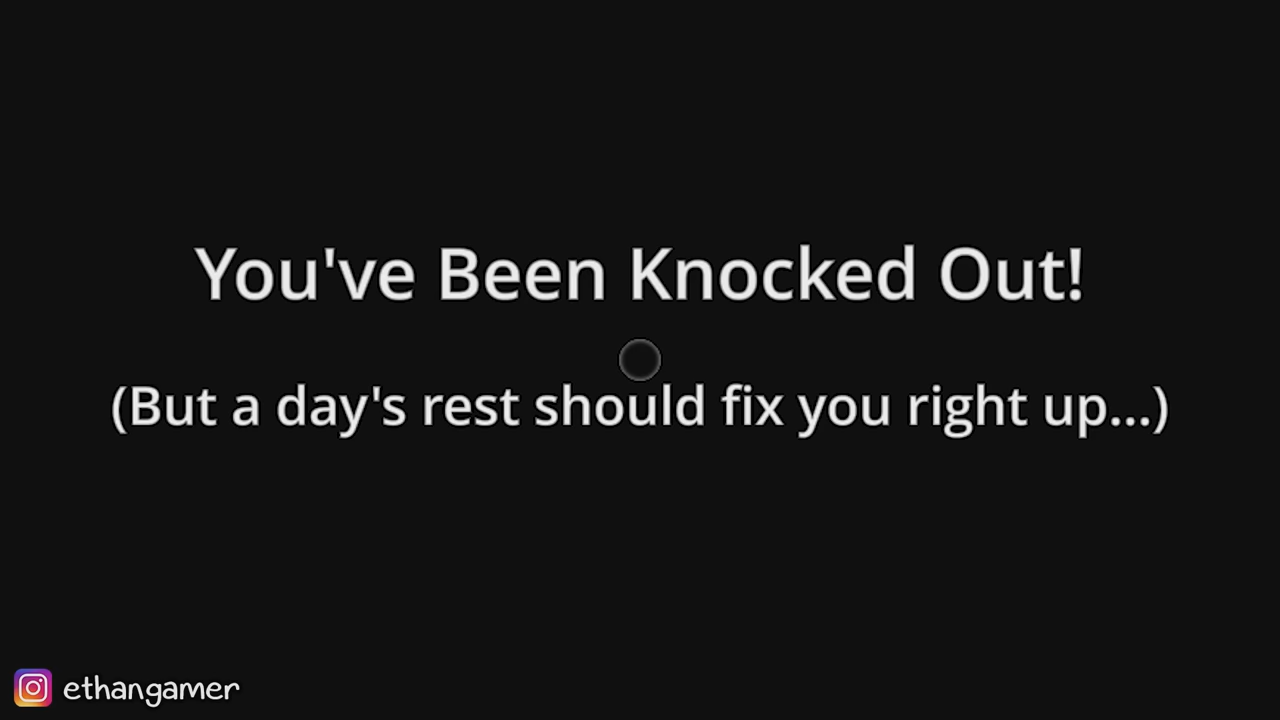 You've Been Knocked Out!
(But a day's rest should fix you right up...)
ethangamer